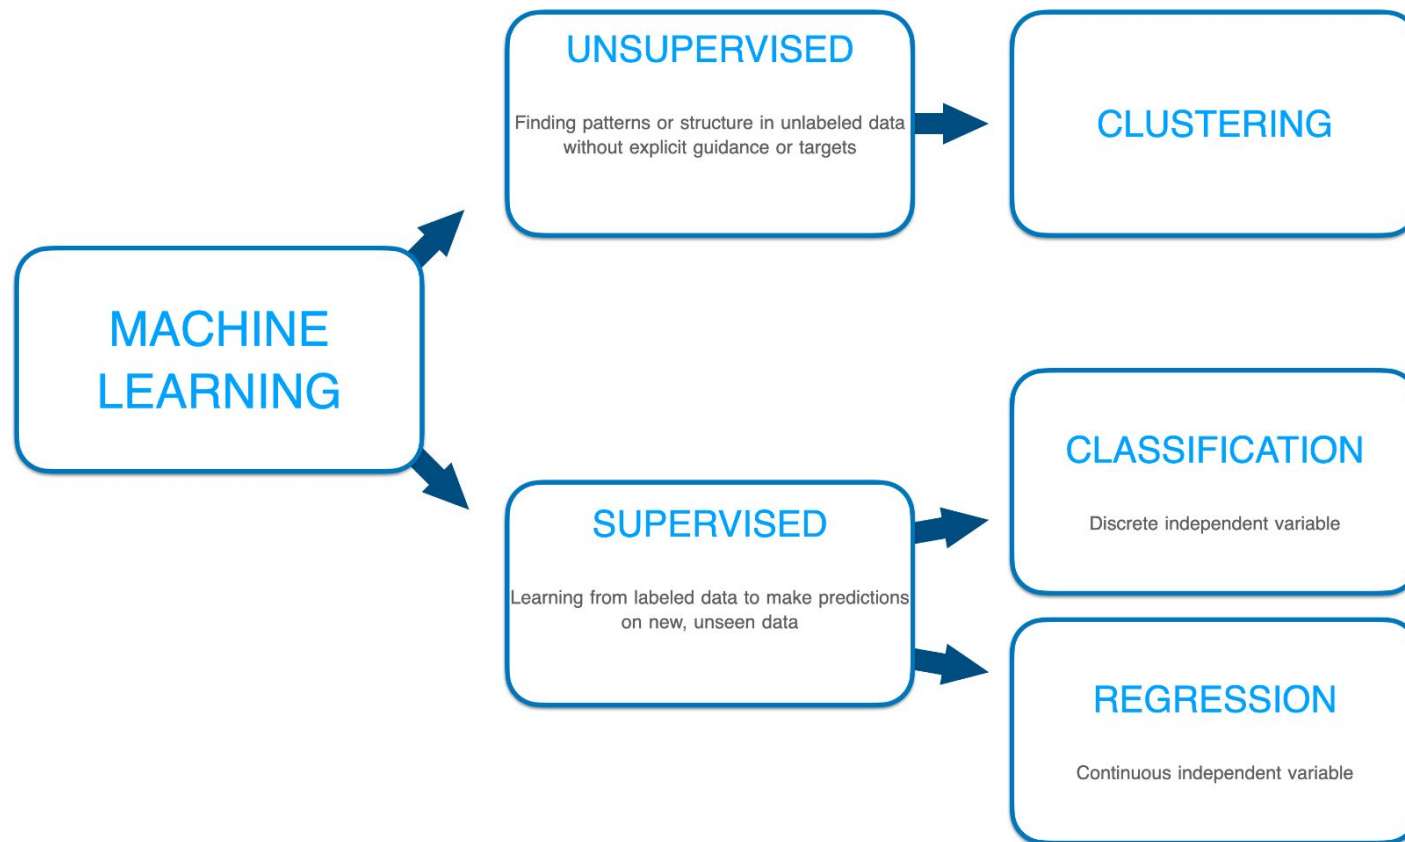 UNSUPERVISED
Finding patterns or structure in unlabeled data
without explicit guidance or targets
CLUSTERING
MACHINE
LEARNING
SUPERVISED
Learning from labeled data to make predictions
on new, unseen data
CLASSIFICATION
Discrete independent variable
REGRESSION
Continuous independent variable